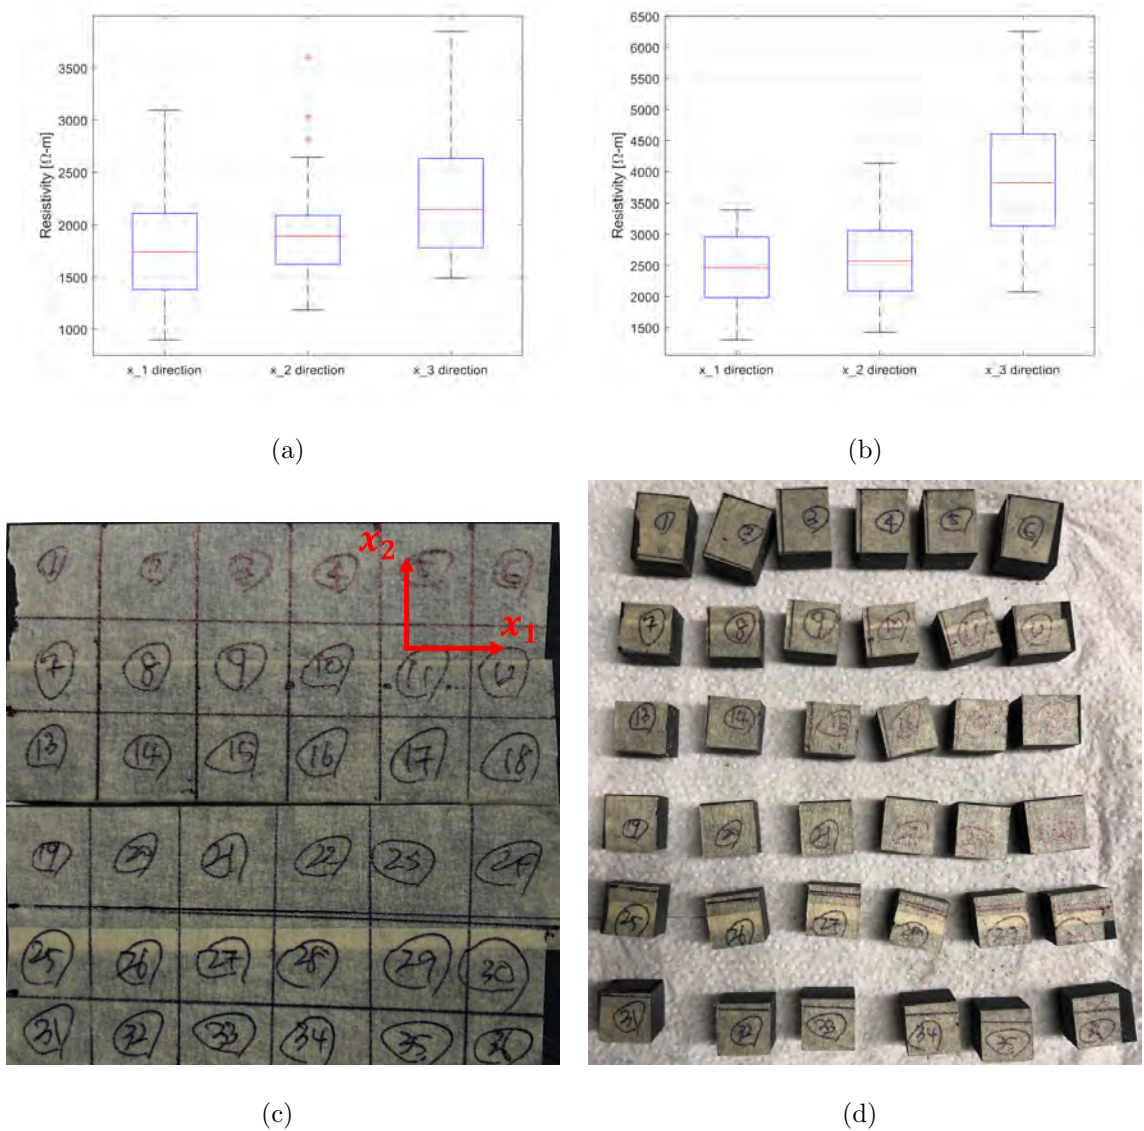 (a)
Resistivity [Ω-m]
3500
3000
2500
2000
1500
1000
x_1 direction x_2 direction x_3 direction
(b)
Resistivity [Ω-m]
6500
6000
5500
5000
4500
4000
3500
3000
2500
2000
1500
x_1 direction x_2 direction x_3 direction
x2
x1
1 2 3 4 5 6
7 8 9 10 11 12
13 14 15 16 17 18
19 20 21 22 23 24
25 26 27 28 29 30
31 32 33 34 35 36
(c)
1 2 3 4 5 6
7 8 9 10 11 12
13 14 15
19 20 21
25 26 27 28 29
31 32 33 34 35 36
(d)